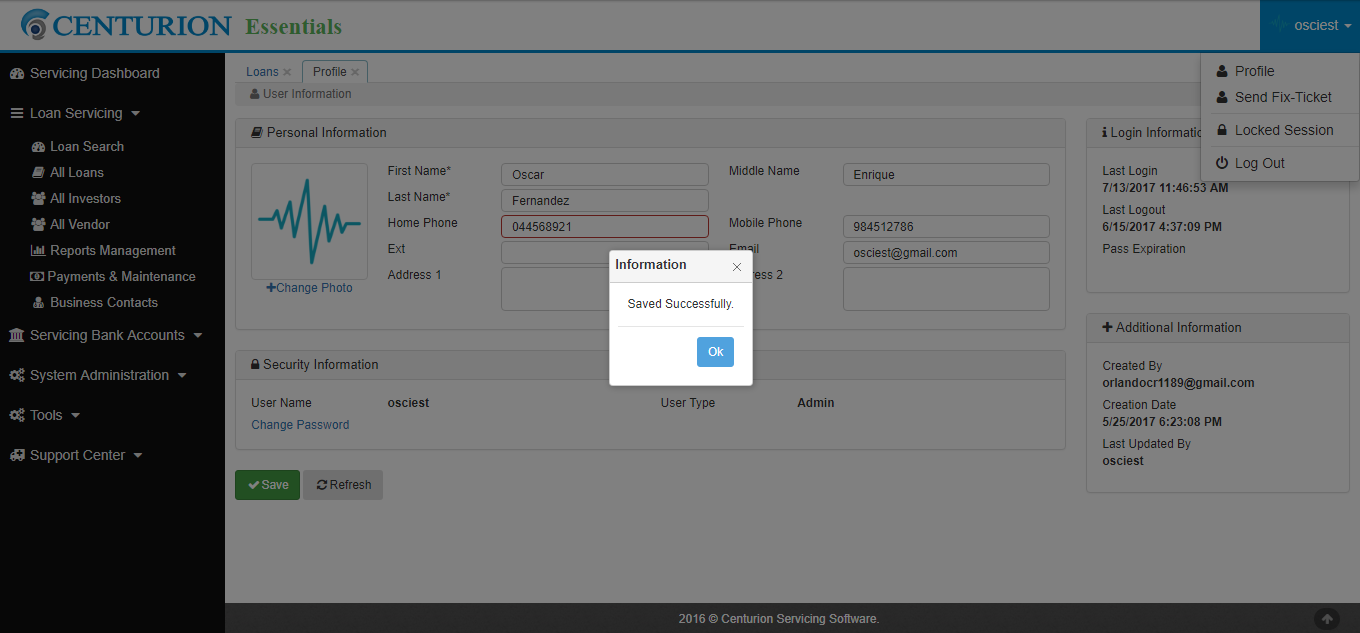 CENTURION Essentials
osciest
Servicing Dashboard
Loan Servicing
Loan Search
All Loans
All Investors
All Vendor
Reports Management
Payments & Maintenance
Business Contacts
Servicing Bank Accounts
System Administration
Tools
Support Center
Loans Profile
User Information
Profile
Send Fix-Ticket
Locked Session
Log Out
Personal Information
First Name* Oscar Middle Name Enrique
Last Name* Fernandez
Home Phone 044568921 Mobile Phone 984512786
Ext Email osciest@gmail.com
Address 1 ress 2
Change Photo
Information
Saved Successfully.
Ok
Security Information
User Name osciest User Type Admin
Change Password
Save Refresh
Login Informatio
Last Login
7/13/2017 11:46:53 AM
Last Logout
6/15/2017 4:37:09 PM
Pass Expiration
Additional Information
Created By
orlandocr1189@gmail.com
Creation Date
5/25/2017 6:23:08 PM
Last Updated By
osciest
2016 © Centurion Servicing Software.